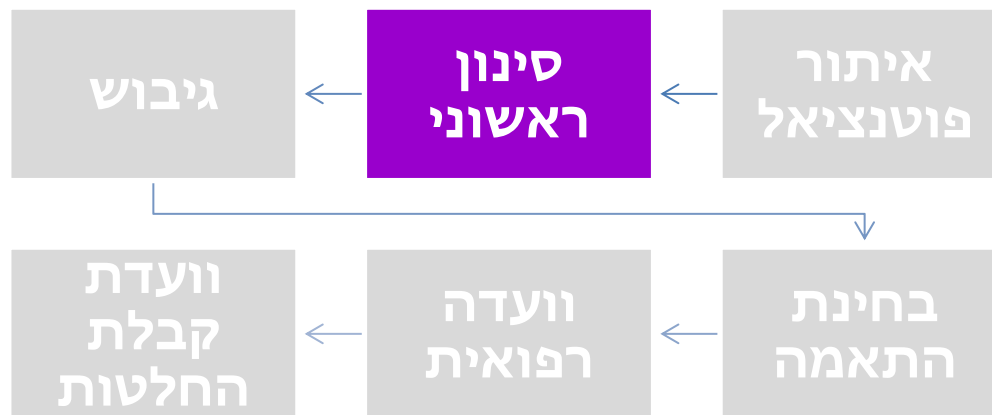 איתור
פוטנציאל
סינון
ראשוני
גיבוש
בחינת
התאמה
וועדה
רפואית
וועדת
קבלת
החלטות